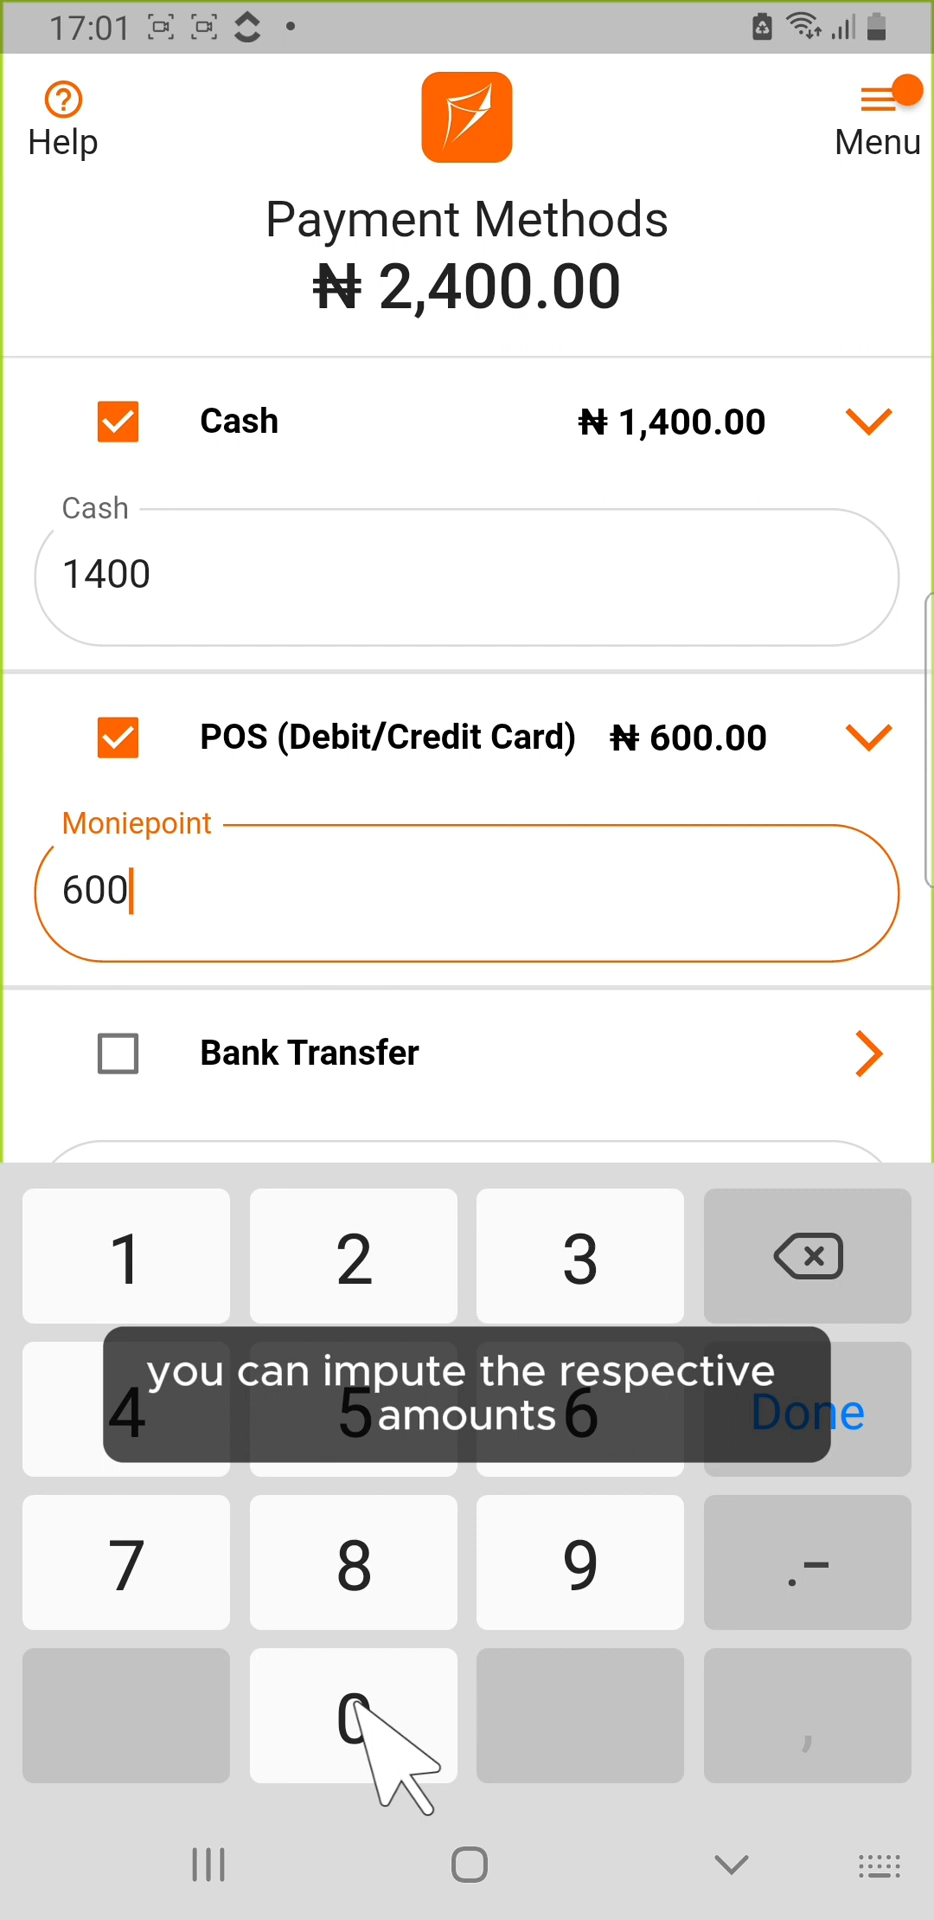 17:01
Help
Menu
Payment Methods
₦ 2,400.00
Cash ₦ 1,400.00
Cash
1400
POS (Debit/Credit Card) ₦ 600.00
Moniepoint
600
Bank Transfer
1 2 3
you can impute the respective
amounts
4 5 6 Done
7 8 9 .-
0 ,